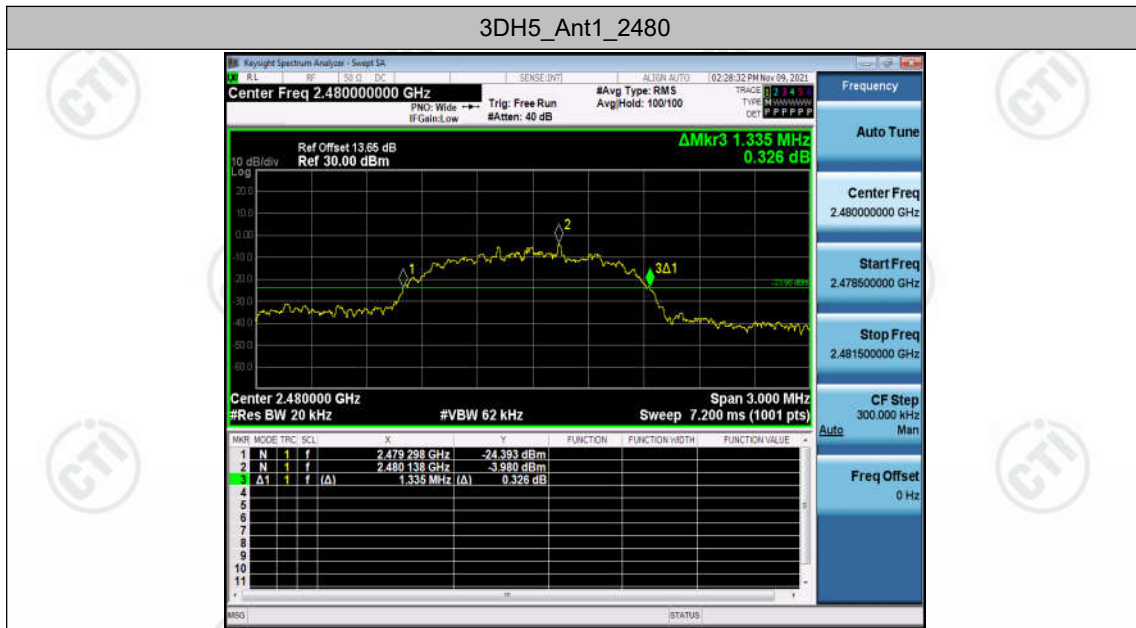 3DH5_Ant1_2480
Keysight Spectrum Analyzer - Swept SA
RL RF 50 Ω DC SENSE:INT ALIGN AUTO 02:28:32 PM Nov 09, 2021
Center Freq 2.480000000 GHz
PNO: Wide
IFGain:Low
Trig: Free Run
#Atten: 40 dB
#Avg Type: RMS
Avg|Hold: 100/100
TRACE 1 2 3 4 5 6
TYPE M WWWWW
DET P P P P P P
Frequency
Auto Tune
Center Freq
2.480000000 GHz
Start Freq
2.478500000 GHz
Stop Freq
2.481500000 GHz
CF Step
300.000 kHz
Auto Man
Freq Offset
0 Hz
ΔMkr3 1.335 MHz
0.326 dB
Ref Offset 13.65 dB
10 dB/div Ref 30.00 dBm
Log
20.0
10.0
0.00
-10.0
-20.0
-30.0
-40.0
-50.0
-60.0
1
2
3Δ1
Center 2.480000 GHz Span 3.000 MHz
#Res BW 20 kHz #VBW 62 kHz Sweep 7.200 ms (1001 pts)
MKR MODE TRC SCL X Y FUNCTION FUNCTION WIDTH FUNCTION VALUE
1 N 1 f 2.479 298 GHz -24.393 dBm
2 N 1 f 2.480 138 GHz -3.980 dBm
3 Δ1 1 f (Δ) 1.335 MHz (Δ) 0.326 dB
4
5
6
7
8
9
10
11
MSG STATUS
CTI
CTI
CTI
CTI